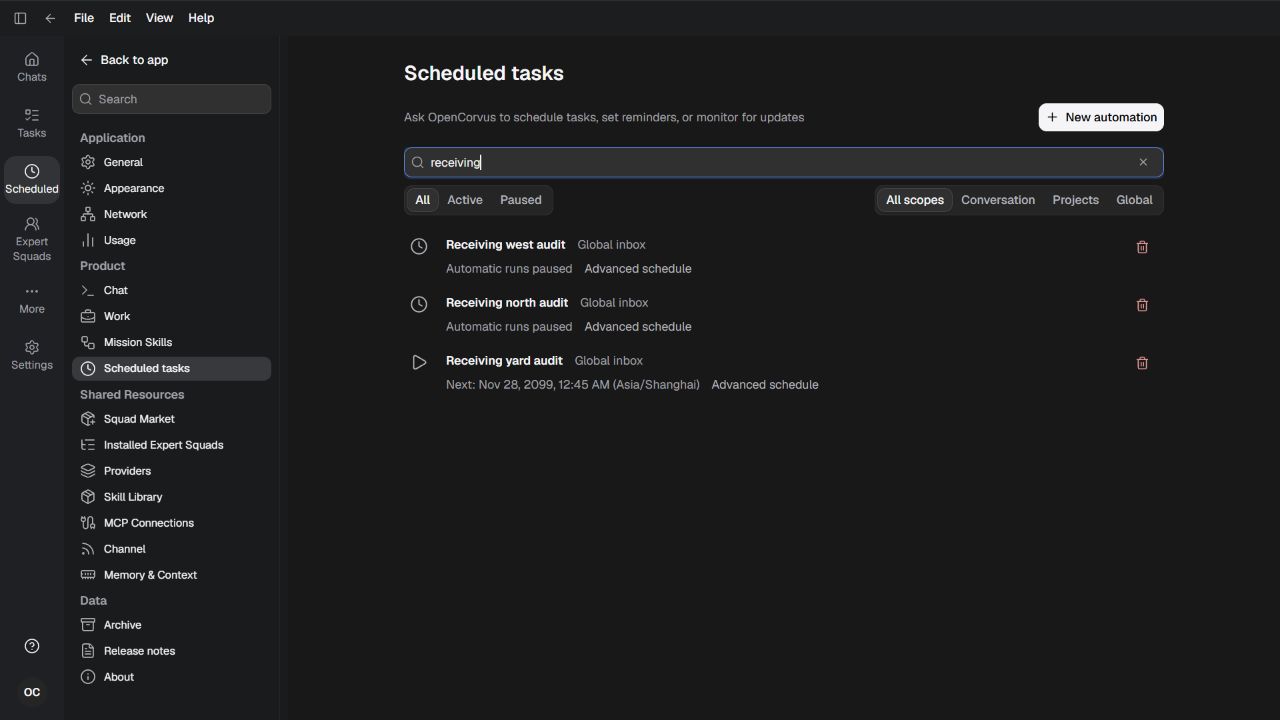 File Edit View Help
Chats
Tasks
Scheduled
Expert
Squads
More
Settings
OC
Back to app
Search
Application
General
Appearance
Network
Usage
Product
Chat
Work
Mission Skills
Scheduled tasks
Shared Resources
Squad Market
Installed Expert Squads
Providers
Skill Library
MCP Connections
Channel
Memory & Context
Data
Archive
Release notes
About
Scheduled tasks
Ask OpenCorvus to schedule tasks, set reminders, or monitor for updates
New automation
receiving
All Active Paused
All scopes Conversation Projects Global
Receiving west audit Global inbox
Automatic runs paused Advanced schedule
Receiving north audit Global inbox
Automatic runs paused Advanced schedule
Receiving yard audit Global inbox
Next: Nov 28, 2099, 12:45 AM (Asia/Shanghai) Advanced schedule